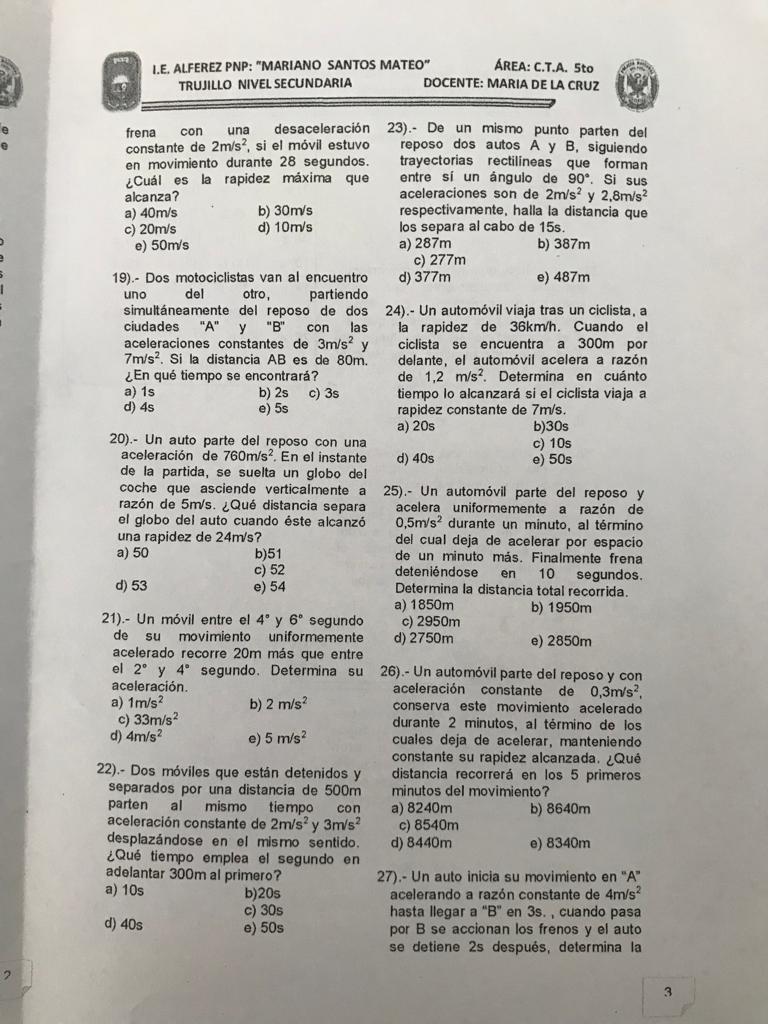 I.E. ALFEREZ PNP: "MARIANO SANTOS MATEO" ÁREA: C.T.A. 5to
TRUJILLO NIVEL SECUNDARIA DOCENTE: MARIA DE LA CRUZ
frena con una desaceleración
constante de 2m/s², si el móvil estuvo
en movimiento durante 28 segundos.
¿Cuál es la rapidez máxima que
alcanza?
a) 40m/s b) 30m/s
c) 20m/s d) 10m/s
e) 50m/s
19).- Dos motociclistas van al encuentro
uno del otro, partiendo
simultáneamente del reposo de dos
ciudades "A" y "B" con las
aceleraciones constantes de 3m/s² y
7m/s². Si la distancia AB es de 80m.
¿En qué tiempo se encontrará?
a) 1s b) 2s c) 3s
d) 4s e) 5s
20).- Un auto parte del reposo con una
aceleración de 760m/s². En el instante
de la partida, se suelta un globo del
coche que asciende verticalmente a
razón de 5m/s. ¿Qué distancia separa
el globo del auto cuando éste alcanzó
una rapidez de 24m/s?
a) 50 b)51
c) 52
d) 53 e) 54
21).- Un móvil entre el 4° y 6° segundo
de su movimiento uniformemente
acelerado recorre 20m más que entre
el 2° y 4° segundo. Determina su
aceleración.
a) 1m/s² b) 2 m/s²
c) 33m/s²
d) 4m/s² e) 5 m/s²
22).- Dos móviles que están detenidos y
separados por una distancia de 500m
parten al mismo tiempo con
aceleración constante de 2m/s² y 3m/s²
desplazándose en el mismo sentido.
¿Qué tiempo emplea el segundo en
adelantar 300m al primero?
a) 10s b)20s
c) 30s
d) 40s e) 50s
23).- De un mismo punto parten del
reposo dos autos A y B, siguiendo
trayectorias rectilíneas que forman
entre sí un ángulo de 90°. Si sus
aceleraciones son de 2m/s² y 2,8m/s²
respectivamente, halla la distancia que
los separa al cabo de 15s.
a) 287m b) 387m
c) 277m
d) 377m e) 487m
24).- Un automóvil viaja tras un ciclista, a
la rapidez de 36km/h. Cuando el
ciclista se encuentra a 300m por
delante, el automóvil acelera a razón
de 1,2 m/s². Determina en cuánto
tiempo lo alcanzará si el ciclista viaja a
rapidez constante de 7m/s.
a) 20s b)30s
c) 10s
d) 40s e) 50s
25).- Un automóvil parte del reposo y
acelera uniformemente a razón de
0,5m/s² durante un minuto, al término
del cual deja de acelerar por espacio
de un minuto más. Finalmente frena
deteniéndose en 10 segundos.
Determina la distancia total recorrida.
a) 1850m b) 1950m
c) 2950m
d) 2750m e) 2850m
26).- Un automóvil parte del reposo y con
aceleración constante de 0,3m/s²,
conserva este movimiento acelerado
durante 2 minutos, al término de los
cuales deja de acelerar, manteniendo
constante su rapidez alcanzada. ¿Qué
distancia recorrerá en los 5 primeros
minutos del movimiento?
a) 8240m b) 8640m
c) 8540m
d) 8440m e) 8340m
27).- Un auto inicia su movimiento en "A"
acelerando a razón constante de 4m/s²
hasta llegar a "B" en 3s. , cuando pasa
por B se accionan los frenos y el auto
se detiene 2s después, determina la
2
3